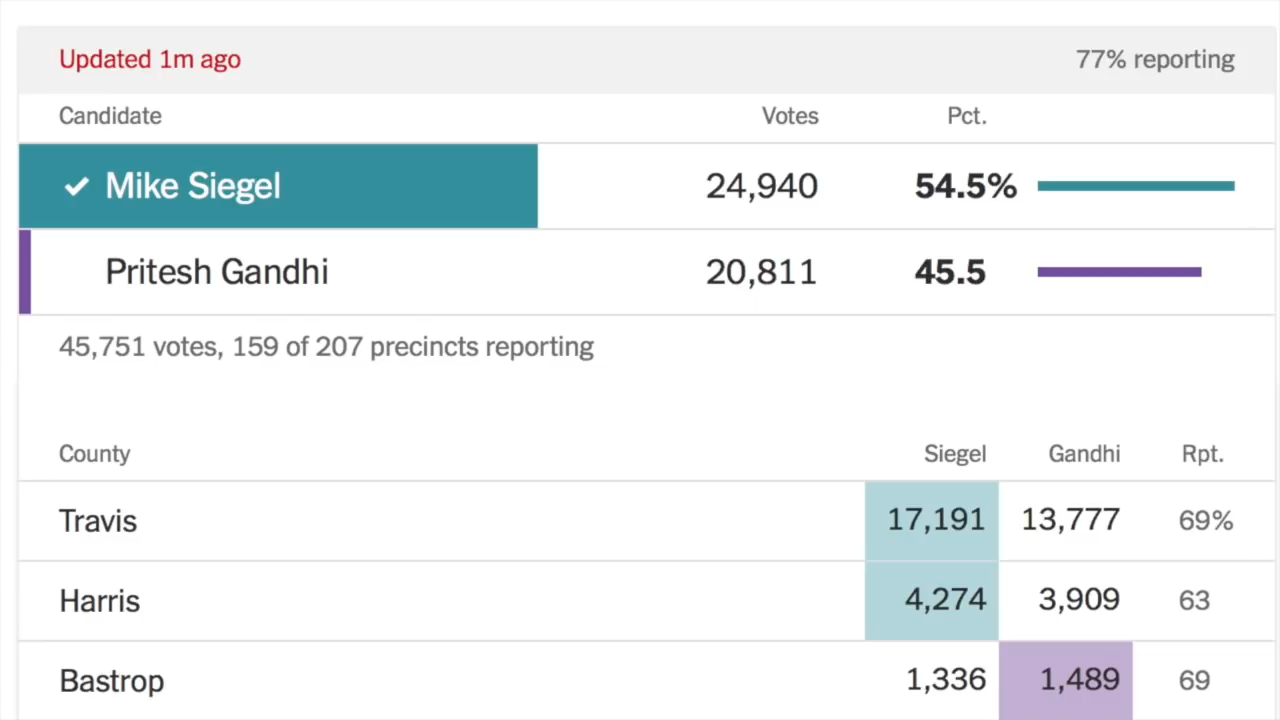 Updated 1m ago 77% reporting
Candidate Votes Pct.
Mike Siegel 24,940 54.5%
Pritesh Gandhi 20,811 45.5
45,751 votes, 159 of 207 precincts reporting
County Siegel Gandhi Rpt.
Travis 17,191 13,777 69%
Harris 4,274 3,909 63
Bastrop 1,336 1,489 69